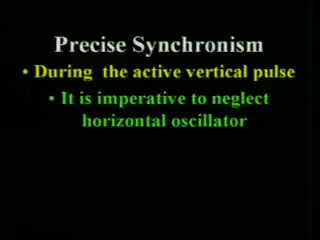 Precise Synchronism
• During the active vertical pulse
• It is imperative to neglect
horizontal oscillator